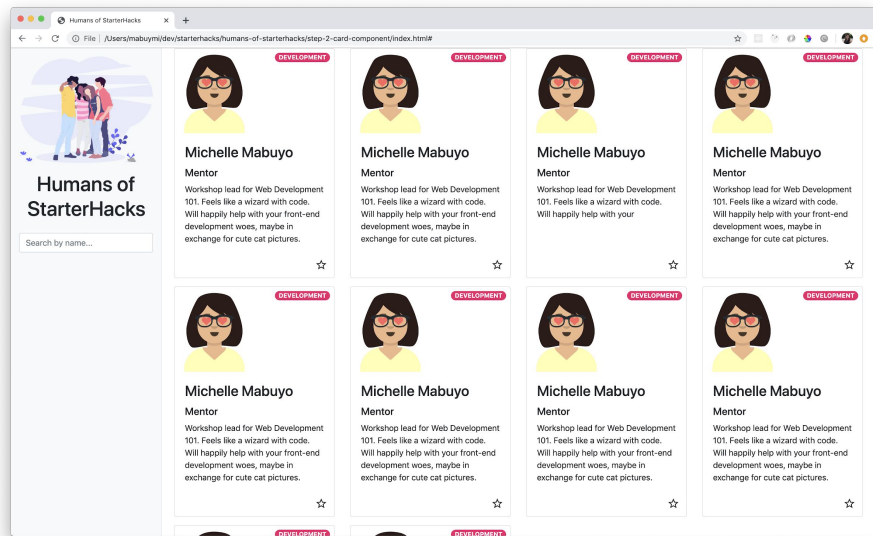 Humans of StarterHacks
File
/Users/mabuymi/dev/starterhacks/humans-of-starterhacks/step-2-card-component/index.html#
Humans of
StarterHacks
Search by name...
DEVELOPMENT
Michelle Mabuyo
Mentor
Workshop lead for Web Development
101. Feels like a wizard with code.
Will happily help with your front-end
development woes, maybe in
exchange for cute cat pictures.
DEVELOPMENT
Michelle Mabuyo
Mentor
Workshop lead for Web Development
101. Feels like a wizard with code.
Will happily help with your front-end
development woes, maybe in
exchange for cute cat pictures.
DEVELOPMENT
Michelle Mabuyo
Mentor
Workshop lead for Web Development
101. Feels like a wizard with code.
Will happily help with your
DEVELOPMENT
Michelle Mabuyo
Mentor
Workshop lead for Web Development
101. Feels like a wizard with code.
Will happily help with your front-end
development woes, maybe in
exchange for cute cat pictures.
DEVELOPMENT
Michelle Mabuyo
Mentor
Workshop lead for Web Development
101. Feels like a wizard with code.
Will happily help with your front-end
development woes, maybe in
exchange for cute cat pictures.
DEVELOPMENT
Michelle Mabuyo
Mentor
Workshop lead for Web Development
101. Feels like a wizard with code.
Will happily help with your front-end
development woes, maybe in
exchange for cute cat pictures.
DEVELOPMENT
Michelle Mabuyo
Mentor
Workshop lead for Web Development
101. Feels like a wizard with code.
Will happily help with your front-end
development woes, maybe in
exchange for cute cat pictures.
DEVELOPMENT
Michelle Mabuyo
Mentor
Workshop lead for Web Development
101. Feels like a wizard with code.
Will happily help with your front-end
development woes, maybe in
exchange for cute cat pictures.
DEVELOPMENT
DEVELOPMENT